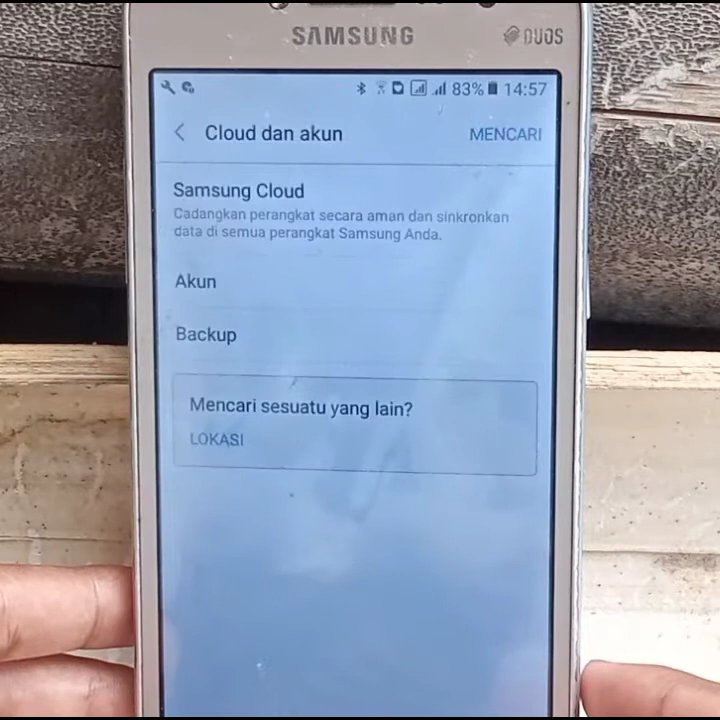 SAMSUNG
DUOS
83% 14:57
Cloud dan akun
MENCARI
Samsung Cloud
Cadangkan perangkat secara aman dan sinkronkan
data di semua perangkat Samsung Anda.
Akun
Backup
Mencari sesuatu yang lain?
LOKASI